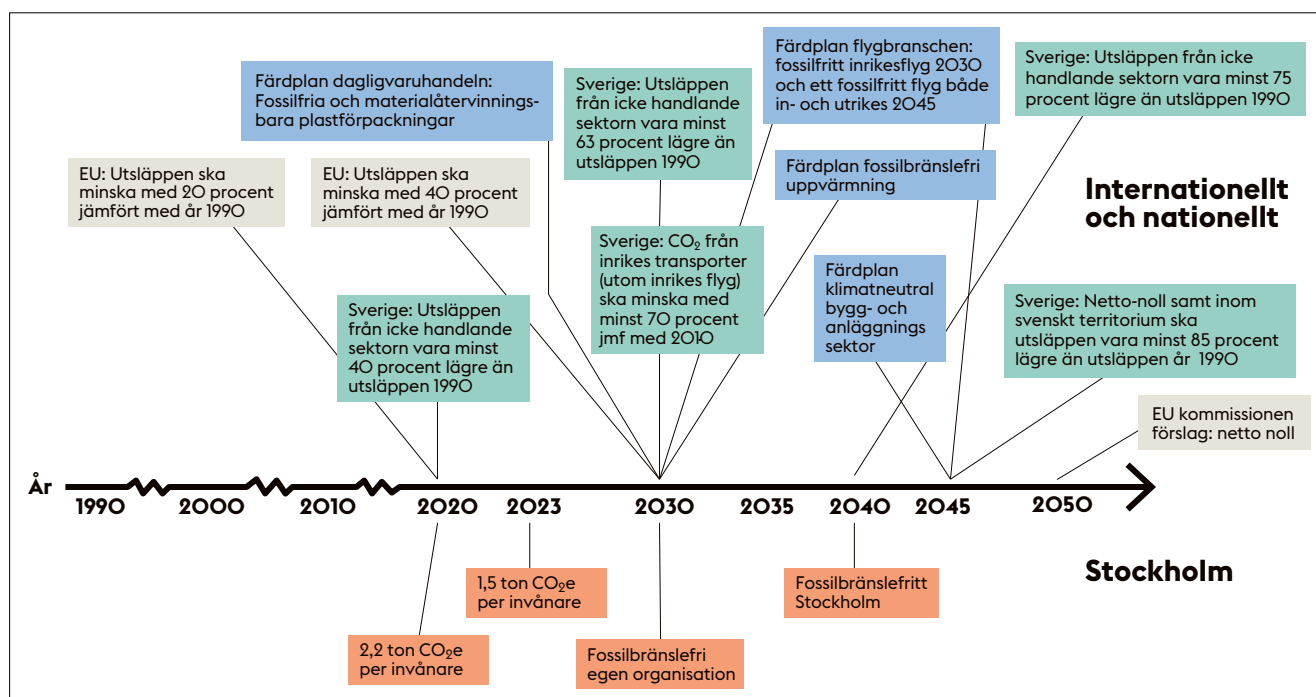 Färdplan dagligvaruhandeln:
Fossilfria och materialåtervinnings-
bara plastförpackningar
Sverige: Utsläppen
från icke handlande
sektorn vara minst
63 procent lägre än
utsläppen 1990
Färdplan flygbranschen:
fossilfritt inrikesflyg 2030
och ett fossilfritt flyg både
in- och utrikes 2045
Sverige: Utsläppen från icke
handlande sektorn vara minst 75
procent lägre än utsläppen 1990
EU: Utsläppen ska
minska med 20 procent
jämfört med år 1990
EU: Utsläppen ska
minska med 40 procent
jämfört med år 1990
Färdplan fossilbränslefri
uppvärmning
Internationellt
och nationellt
Sverige: Utsläppen
från icke handlande
sektorn vara minst
40 procent lägre än
utsläppen 1990
Sverige: CO₂ från
inrikes transporter
(utom inrikes flyg)
ska minska med
minst 70 procent
jmf med 2010
Färdplan
klimatneutral
bygg- och
anläggnings
sektor
Sverige: Netto-noll samt inom
svenskt territorium ska
utsläppen vara minst 85 procent
lägre än utsläppen år 1990
EU kommissionen
förslag: netto noll
År
1990 2000 2010 2020 2023 2030 2035 2040 2045 2050
Stockholm
2,2 ton CO₂e
per invånare
1,5 ton CO₂e
per invånare
Fossilbränslefri
egen organisation
Fossilbränslefritt
Stockholm